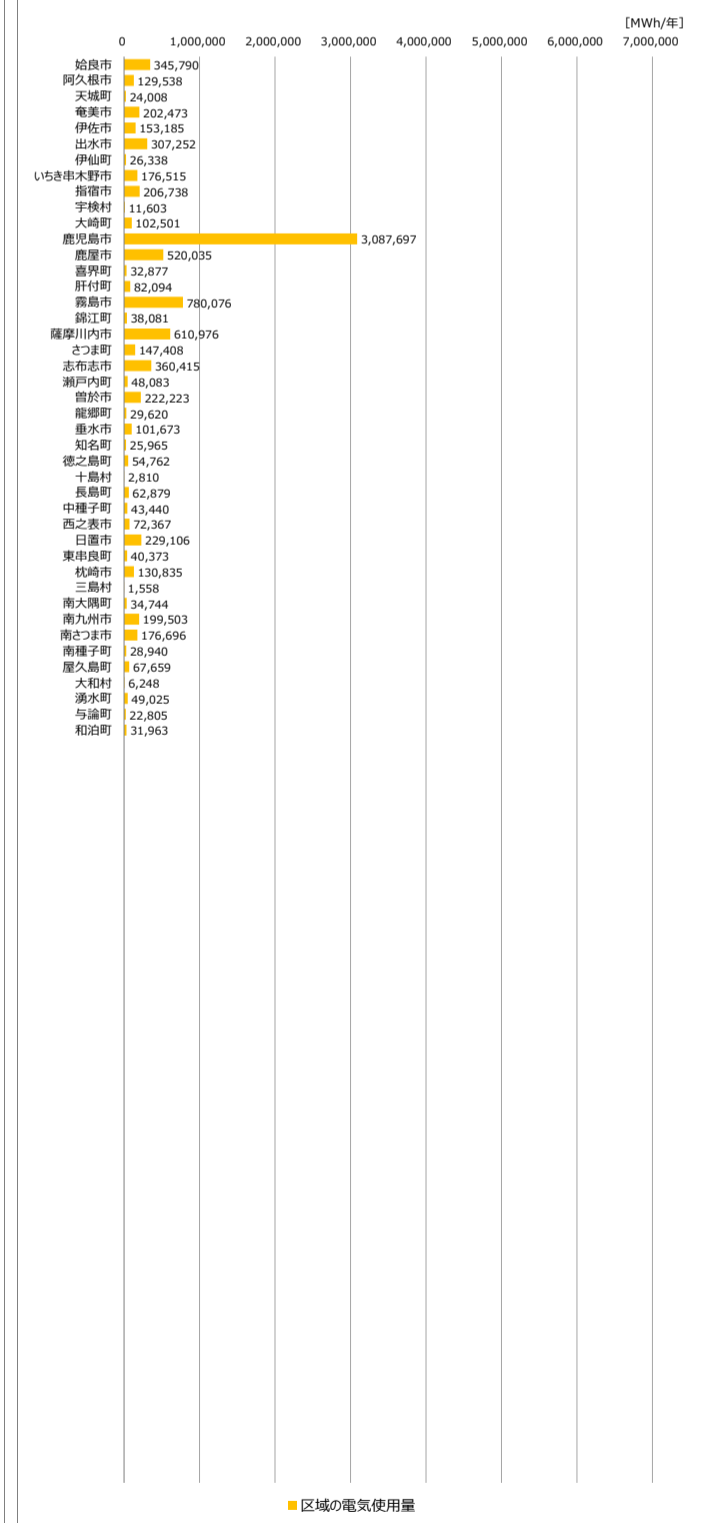 [MWh/年]
0 1,000,000 2,000,000 3,000,000 4,000,000 5,000,000 6,000,000 7,000,000
姶良市 345,790
阿久根市 129,538
天城町 24,008
奄美市 202,473
伊佐市 153,185
出水市 307,252
伊仙町 26,338
いちき串木野市 176,515
指宿市 206,738
宇検村 11,603
大崎町 102,501
鹿児島市 3,087,697
鹿屋市 520,035
喜界町 32,877
肝付町 82,094
霧島市 780,076
錦江町 38,081
薩摩川内市 610,976
さつま町 147,408
志布志市 360,415
瀬戸内町 48,083
曽於市 222,223
龍郷町 29,620
垂水市 101,673
知名町 25,965
徳之島町 54,762
十島村 2,810
長島町 62,879
中種子町 43,440
西之表市 72,367
日置市 229,106
東串良町 40,373
枕崎市 130,835
三島村 1,558
南大隅町 34,744
南九州市 199,503
南さつま市 176,696
南種子町 28,940
屋久島町 67,659
大和村 6,248
湧水町 49,025
与論町 22,805
和泊町 31,963
区域の電気使用量